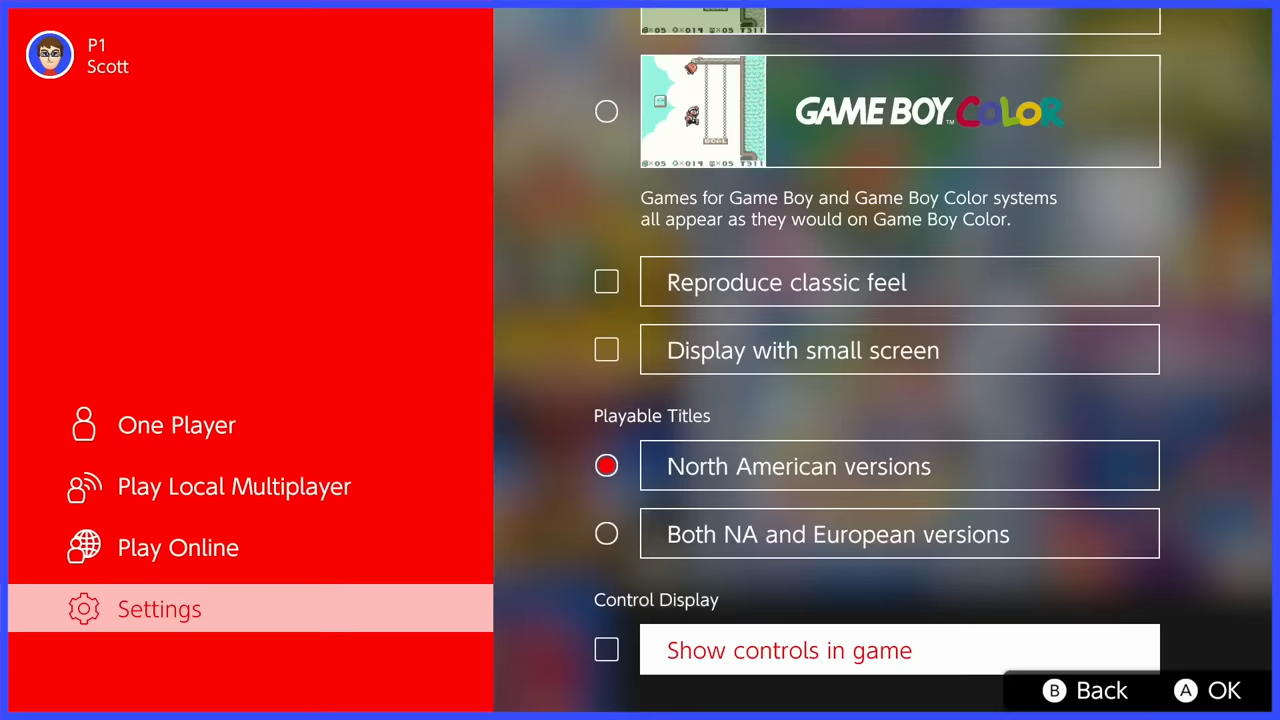 P1
Scott
One Player
Play Local Multiplayer
Play Online
Settings
GAME BOY™ COLOR
Games for Game Boy and Game Boy Color systems
all appear as they would on Game Boy Color.
Reproduce classic feel
Display with small screen
Playable Titles
North American versions
Both NA and European versions
Control Display
Show controls in game
B Back
A OK